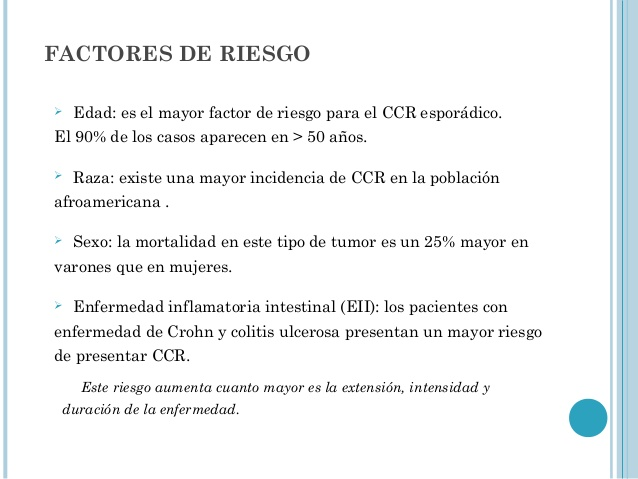 FACTORES DE RIESGO
➢ Edad: es el mayor factor de riesgo para el CCR esporádico.
El 90% de los casos aparecen en > 50 años.
➢ Raza: existe una mayor incidencia de CCR en la población
afroamericana .
➢ Sexo: la mortalidad en este tipo de tumor es un 25% mayor en
varones que en mujeres.
➢ Enfermedad inflamatoria intestinal (EII): los pacientes con
enfermedad de Crohn y colitis ulcerosa presentan un mayor riesgo
de presentar CCR.
Este riesgo aumenta cuanto mayor es la extensión, intensidad y
duración de la enfermedad.